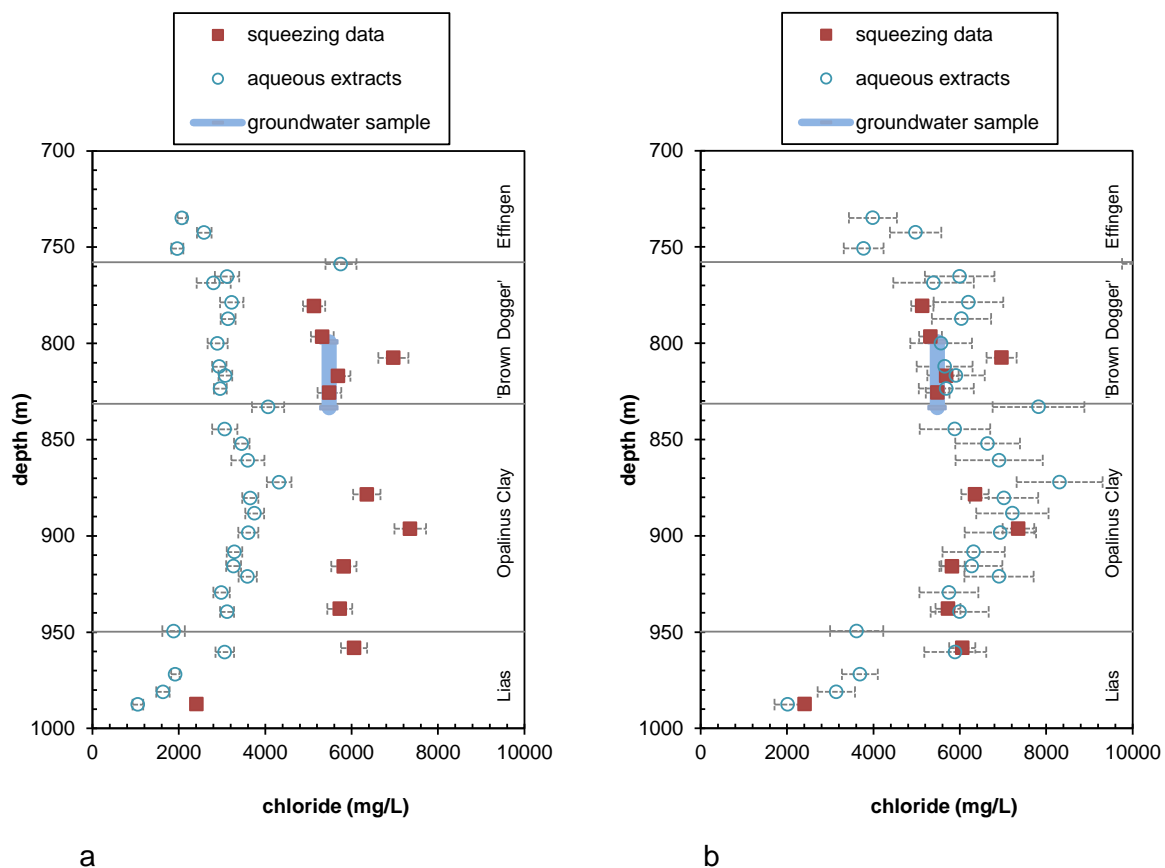 squeezing data
aqueous extracts
groundwater sample
700
750
800
850
900
950
1000
depth (m)
0
2000
4000
6000
8000
10000
chloride (mg/L)
Effingen
'Brown Dogger'
Opalinus Clay
Lias
a
squeezing data
aqueous extracts
groundwater sample
700
750
800
850
900
950
1000
depth (m)
0
2000
4000
6000
8000
10000
chloride (mg/L)
Effingen
'Brown Dogger'
Opalinus Clay
Lias
b